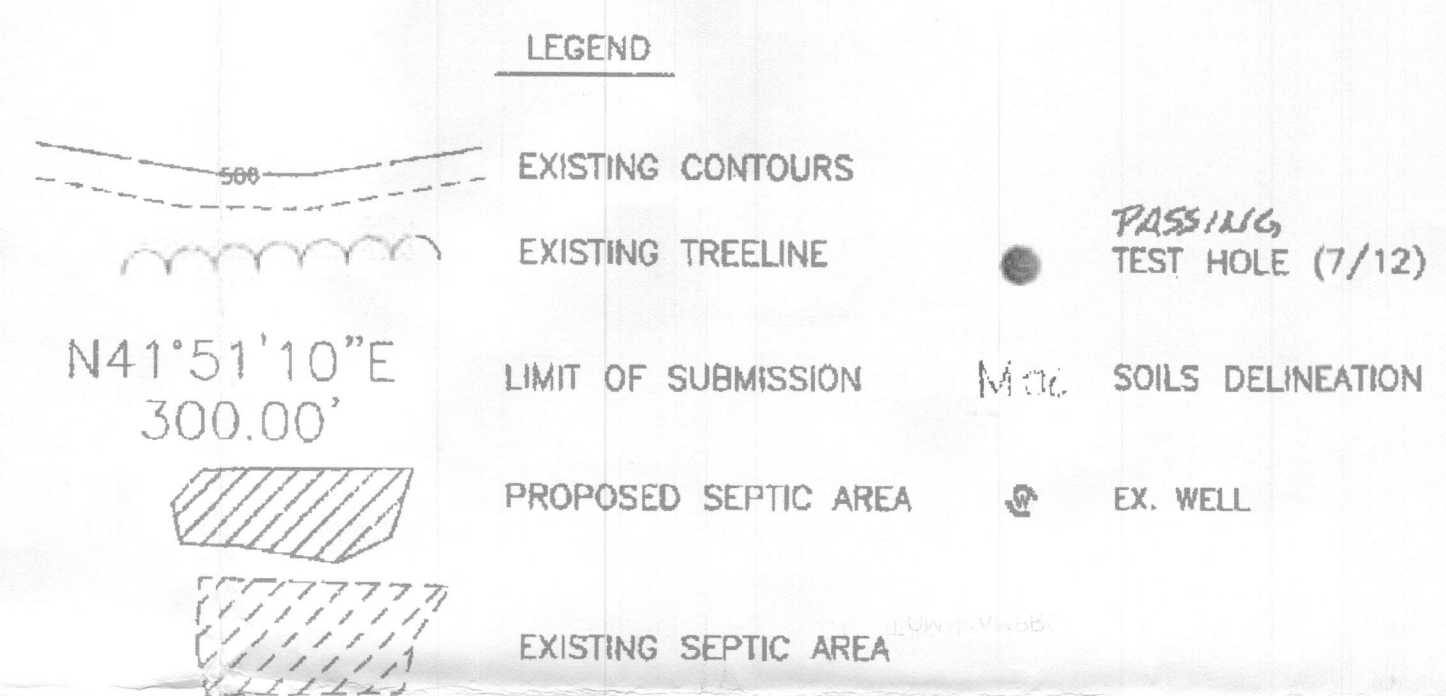 LEGEND
500
EXISTING CONTOURS
EXISTING TREELINE
PASSING
TEST HOLE (7/12)
N41°51'10"E
300.00'
LIMIT OF SUBMISSION
SOILS DELINEATION
PROPOSED SEPTIC AREA
EX. WELL
EXISTING SEPTIC AREA